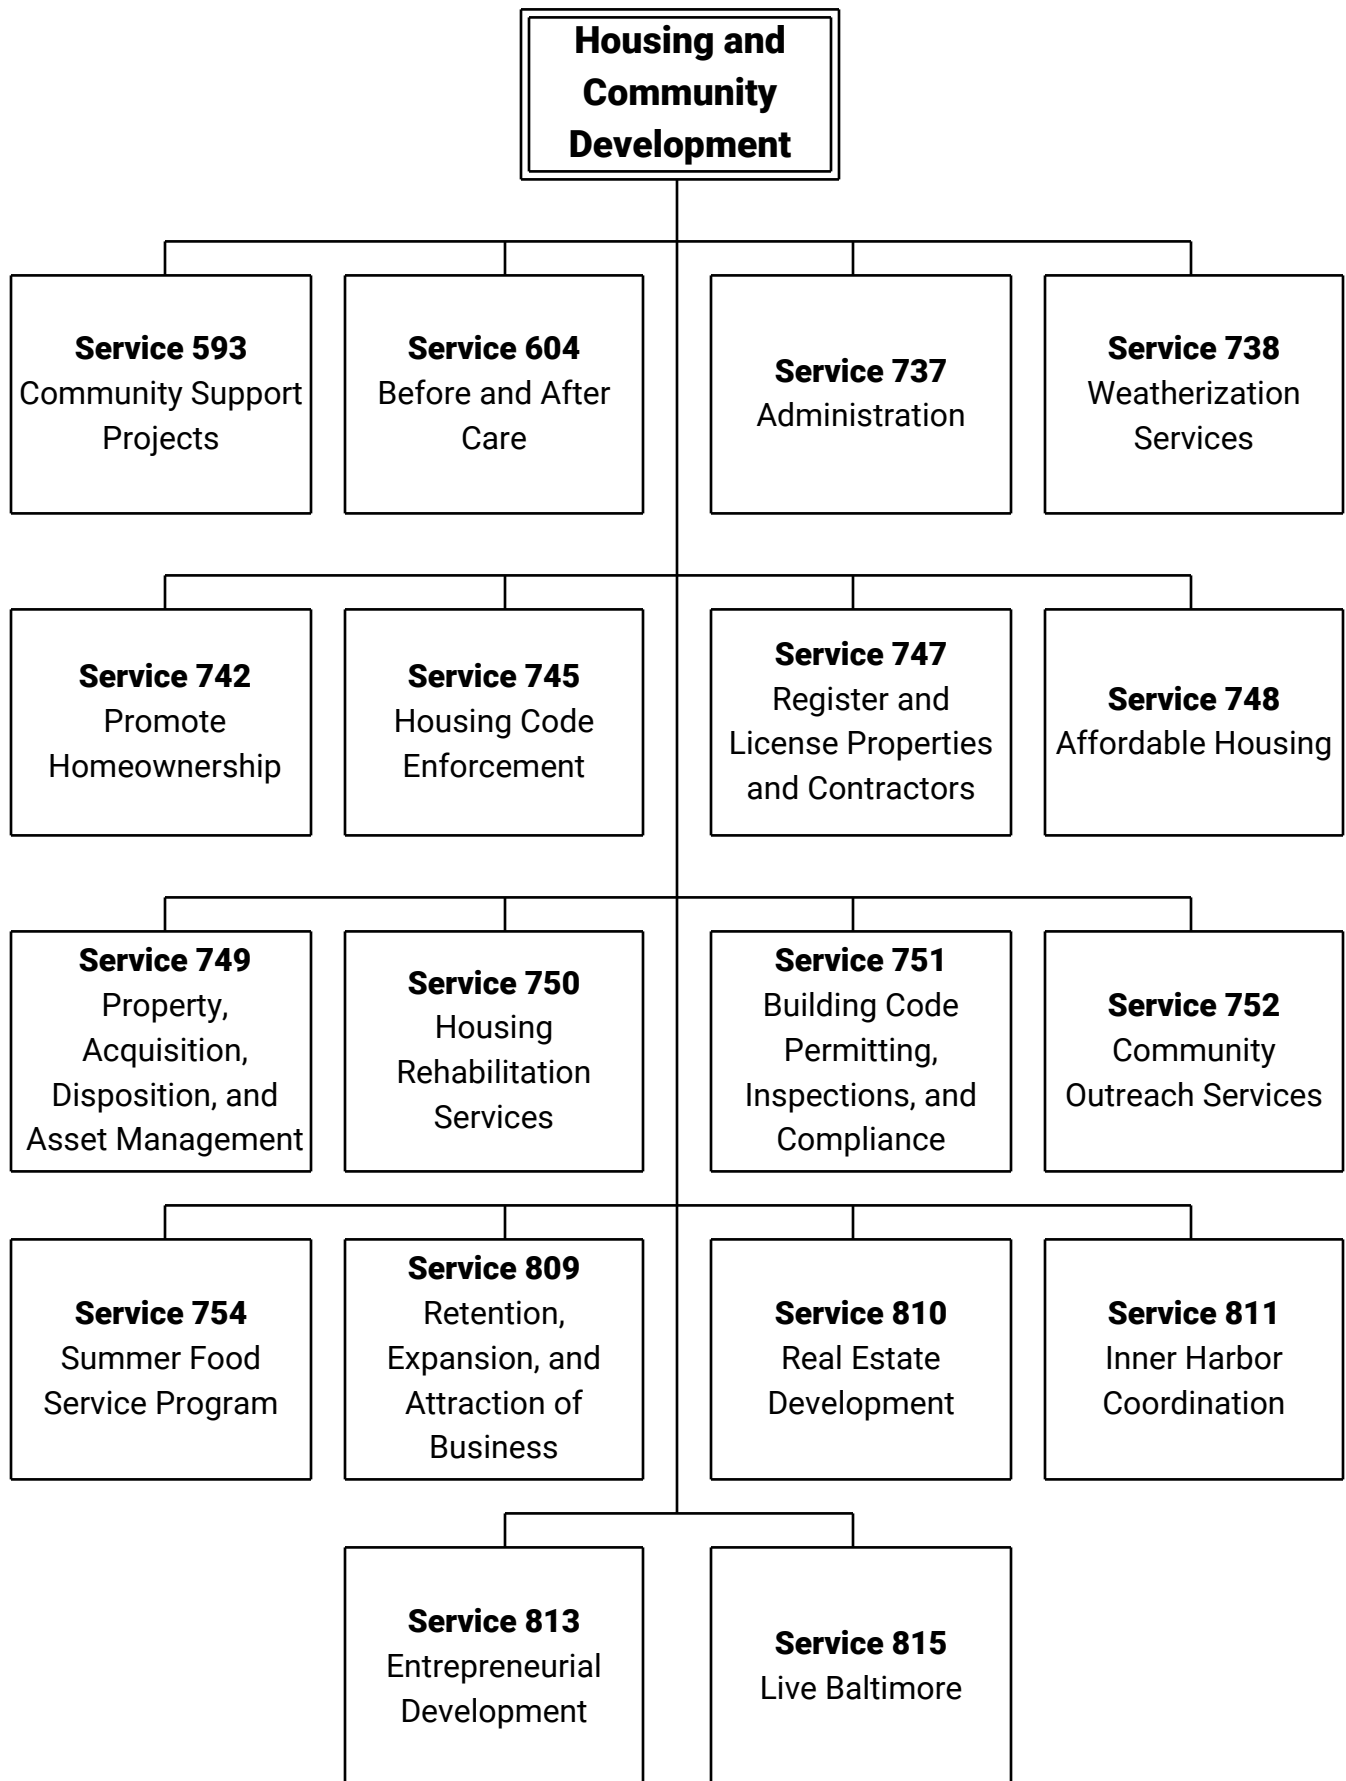 Housing and
Community
Development
Service 593
Community Support
Projects
Service 604
Before and After
Care
Service 737
Administration
Service 738
Weatherization
Services
Service 742
Promote
Homeownership
Service 745
Housing Code
Enforcement
Service 747
Register and
License Properties
and Contractors
Service 748
Affordable Housing
Service 749
Property,
Acquisition,
Disposition, and
Asset Management
Service 750
Housing
Rehabilitation
Services
Service 751
Building Code
Permitting,
Inspections, and
Compliance
Service 752
Community
Outreach Services
Service 754
Summer Food
Service Program
Service 809
Retention,
Expansion, and
Attraction of
Business
Service 810
Real Estate
Development
Service 811
Inner Harbor
Coordination
Service 813
Entrepreneurial
Development
Service 815
Live Baltimore